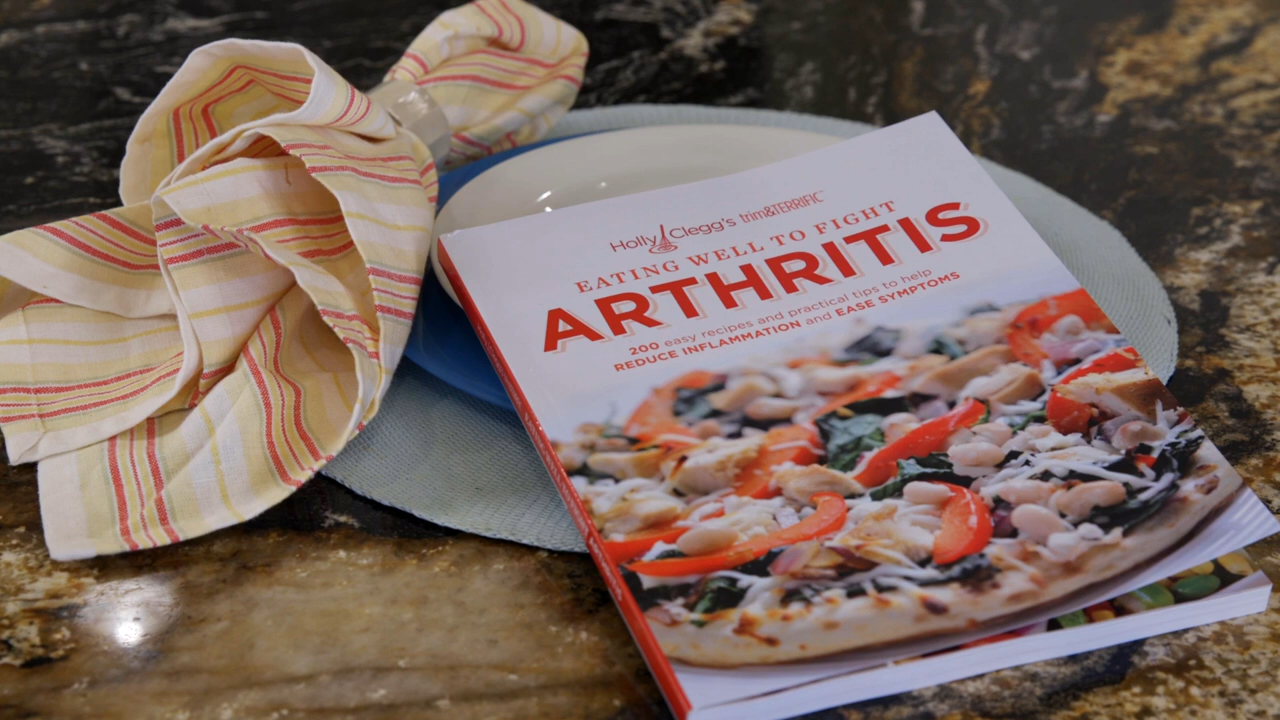 Holly Clegg's trim&TERRIFIC™
EATING WELL TO FIGHT
ARTHRITIS
200 easy recipes and practical tips to help
REDUCE INFLAMMATION and EASE SYMPTOMS